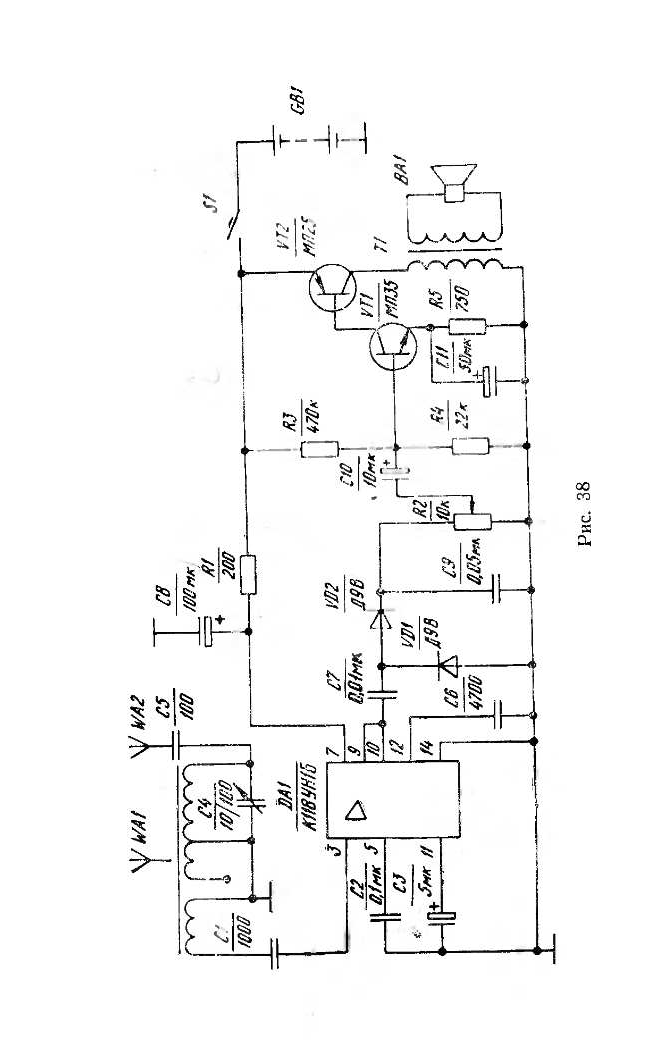 WA1
WA2
C5
100
C4
10/100
C1
1000
C8
100мк
+
R1
200
DA1
К118УН1Б
3
5
11
7
9
10
12
14
C2
0,1мк
C3
5мк
+
C7
0,01мк
VD2
Д9В
VD1
Д9В
C6
4700
C9
0,05мк
R2
10к
C10
10мк
+
R3
470к
R4
22к
C11
50мк
+
R5
750
VT1
МП35
VT2
МП25
T1
BA1
S1
GB1
Рис. 38